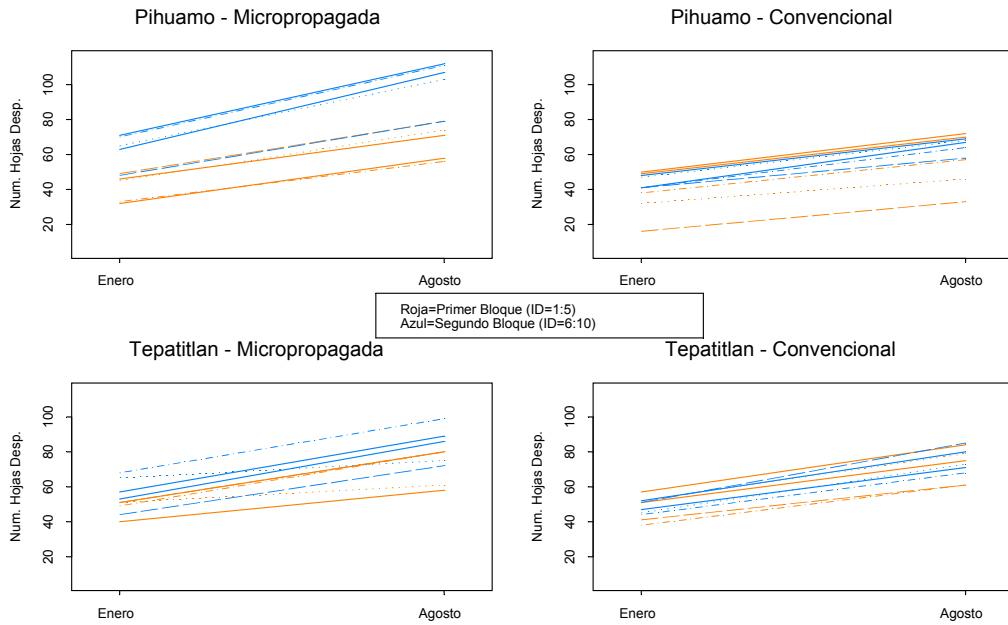 Pihuamo - Micropropagada
Num. Hojas Desp.
100
80
60
40
20
Enero
Agosto
Pihuamo - Convencional
Num. Hojas Desp.
100
80
60
40
20
Enero
Agosto
Roja=Primer Bloque (ID=1:5)
Azul=Segundo Bloque (ID=6:10)
Tepatitlan - Micropropagada
Num. Hojas Desp.
100
80
60
40
20
Enero
Agosto
Tepatitlan - Convencional
Num. Hojas Desp.
100
80
60
40
20
Enero
Agosto